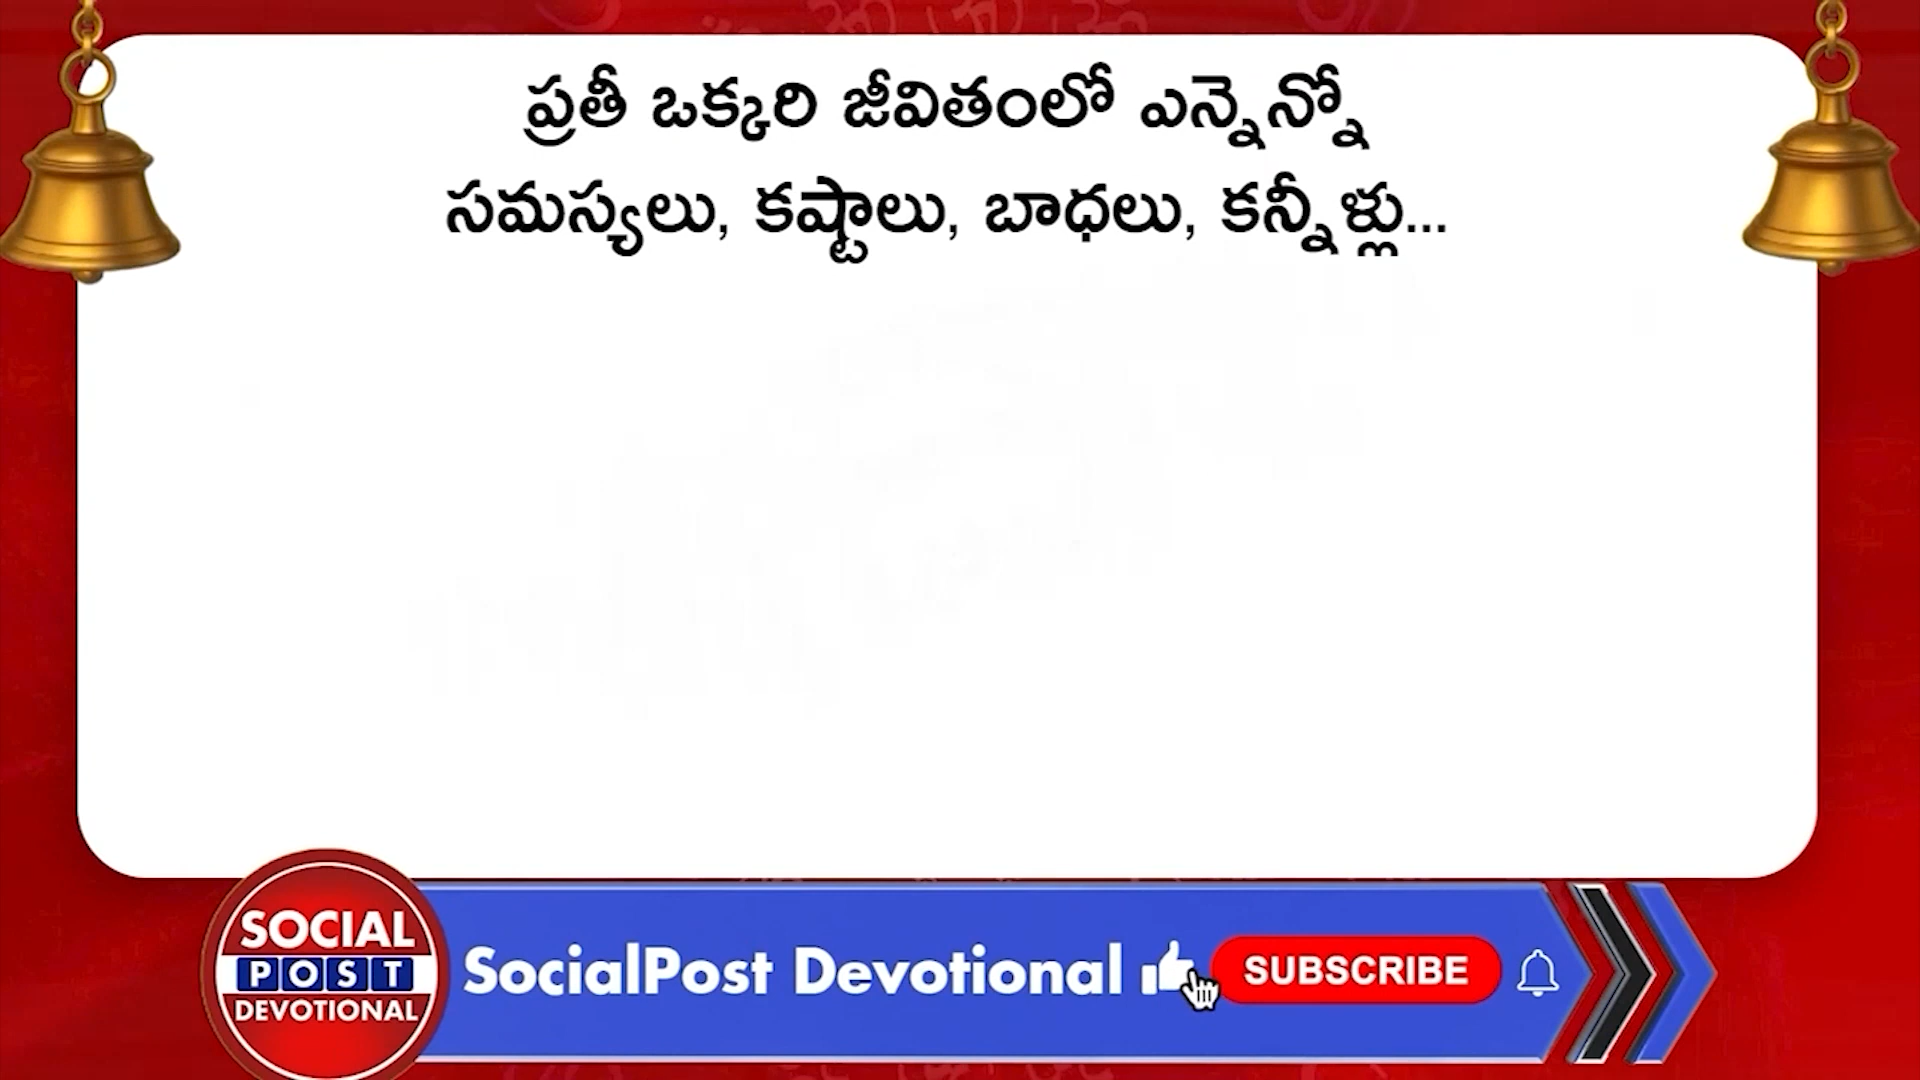 ప్రతీ ఒక్కరి జీవితంలో ఎన్నెన్నో
సమస్యలు, కష్టాలు, బాధలు, కన్నీళ్లు...
SOCIAL
POST
DEVOTIONAL
SocialPost Devotional
SUBSCRIBE